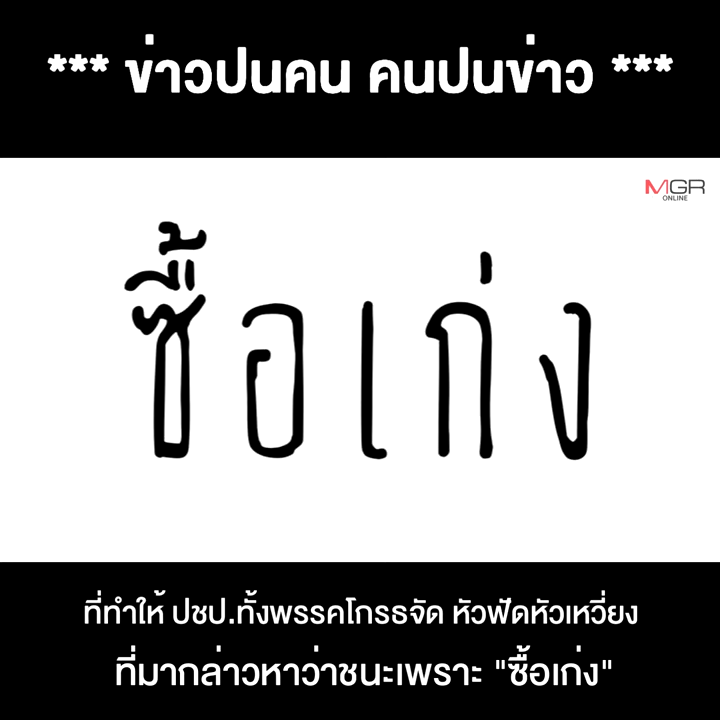 *** ข่าวปนคน คนปนข่าว ***
MGR
ONLINE
ซื้อเก่ง
ที่ทำให้ ปชป.ทั้งพรรคโกรธจัด หัวฟัดหัวเหวี่ยง
ที่มากล่าวหาว่าชนะเพราะ "ซื้อเก่ง"